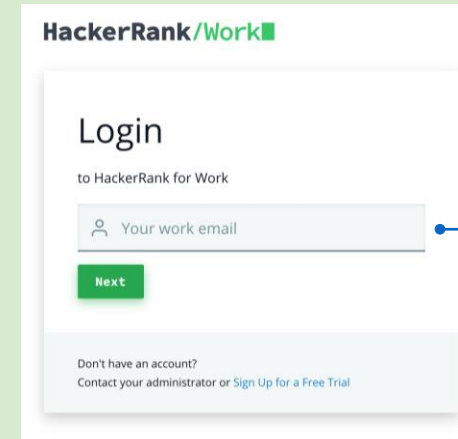 HackerRank/Work
Login
to HackerRank for Work
Your work email
Next
Don't have an account?
Contact your administrator or Sign Up for a Free Trial